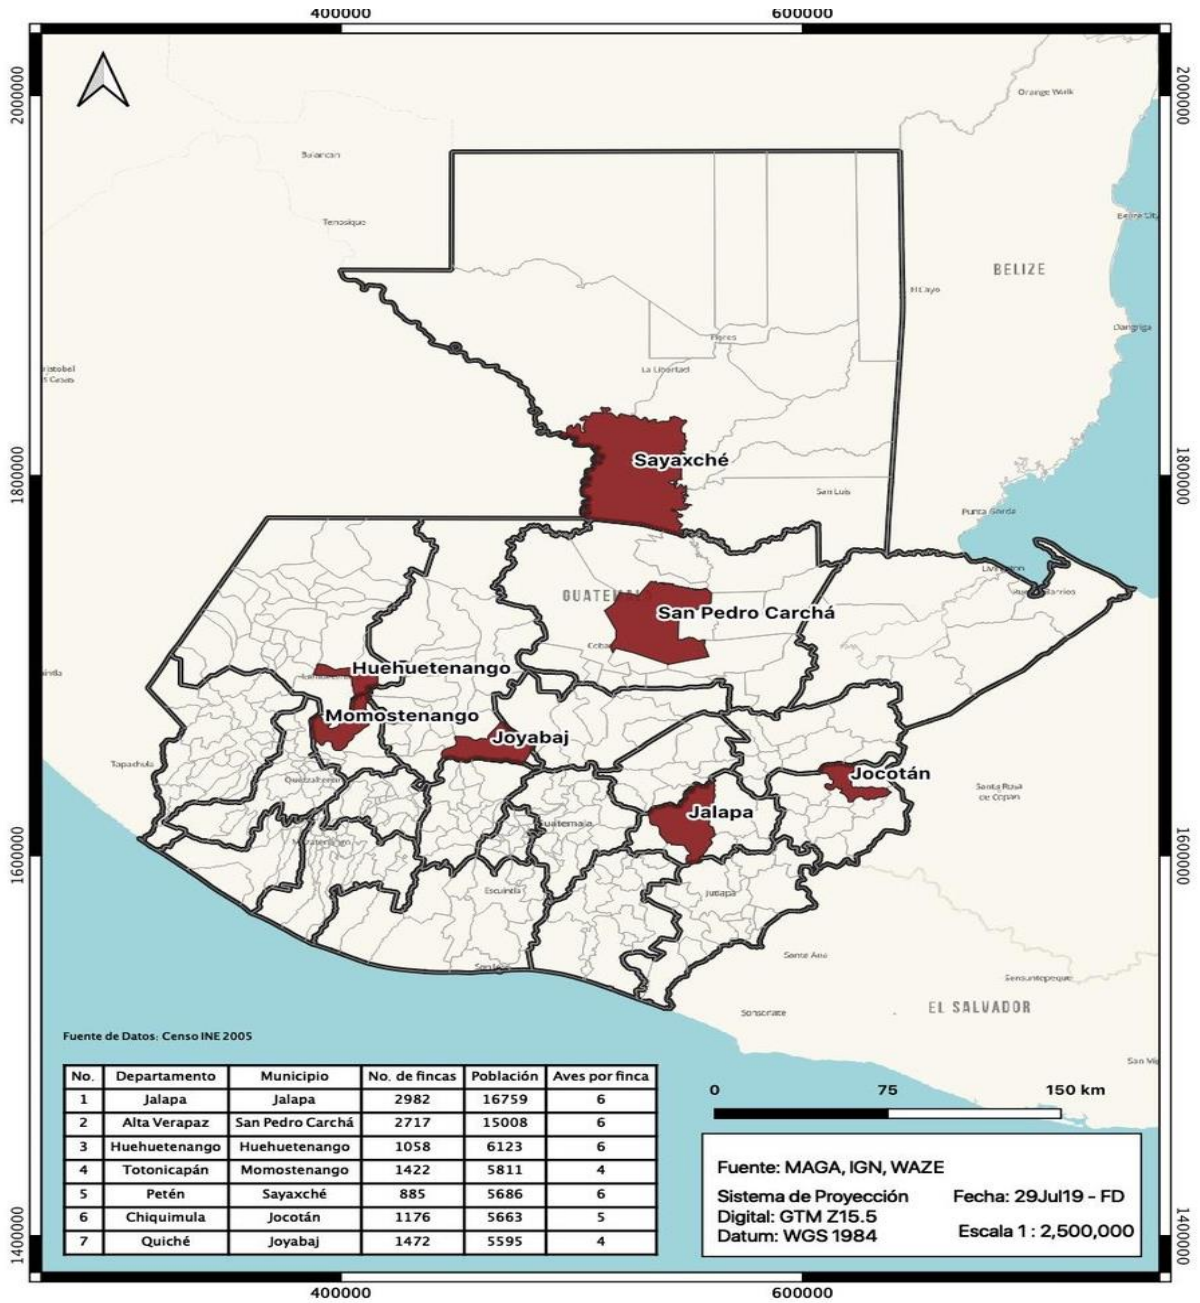 400000 600000
2000000 2000000
Orange Walk
Balancan
Tenosique
BELIZE
El Cayo
Dangriga
Flores
La Libertad
Sayaxché
1800000 1800000
San Luis
Punta Gorda
Livingston
GUATEMALA
San Pedro Carchá
Huehuetenango
Momostenango
Joyabaj
Tapachula
Jocotán
Santa Rosa
de Copán
Jalapa
Guatemala
1600000 1600000
Escuintla
Jutiapa
Santa Ana
Sensuntepeque
EL SALVADOR
Sonsonate
Fuente de Datos: Censo INE 2005
No. Departamento Municipio No. de fincas Población Aves por finca
1 Jalapa Jalapa 2982 16759 6
2 Alta Verapaz San Pedro Carchá 2717 15008 6
3 Huehuetenango Huehuetenango 1058 6123 6
4 Totonicapán Momostenango 1422 5811 4
5 Petén Sayaxché 885 5686 6
6 Chiquimula Jocotán 1176 5663 5
7 Quiché Joyabaj 1472 5595 4
0 75 150 km
Fuente: MAGA, IGN, WAZE
Sistema de Proyección Fecha: 29Jul19 - FD
Digital: GTM Z15.5
Datum: WGS 1984 Escala 1 : 2,500,000
1400000 1400000
400000 600000